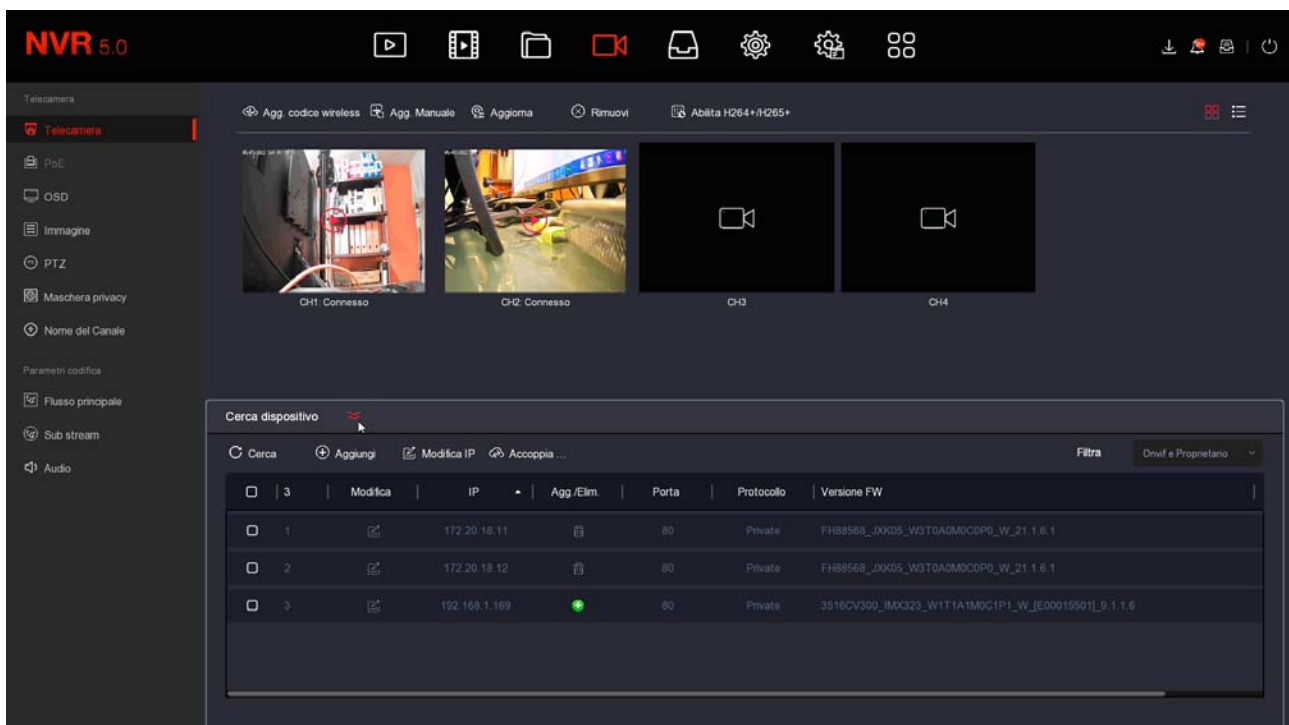 NVR 5.0
Telecamera
Telecamera
PoE
OSD
Immagine
PTZ
Maschera privacy
Nome del Canale
Parametri codifica
Flusso principale
Sub stream
Audio
Agg. codice wireless Agg. Manuale Aggiorna Rimuovi Abilita H264+/H265+
CH1: Connesso CH2: Connesso CH3 CH4
Cerca dispositivo
Cerca Aggiungi Modifica IP Accoppia ... Filtra Onvif e Proprietario
3 Modifica IP Agg./Elim. Porta Protocollo Versione FW
1 172.20.18.11 80 Private FH88568_JXK05_W3T0A0M0C0P0_W_21.1.6.1
2 172.20.18.12 80 Private FH88568_JXK05_W3T0A0M0C0P0_W_21.1.6.1
3 192.168.1.169 80 Private 3516CV300_IMX323_W1T1A1M0C1P1_W_[E00015501]_9.1.1.6